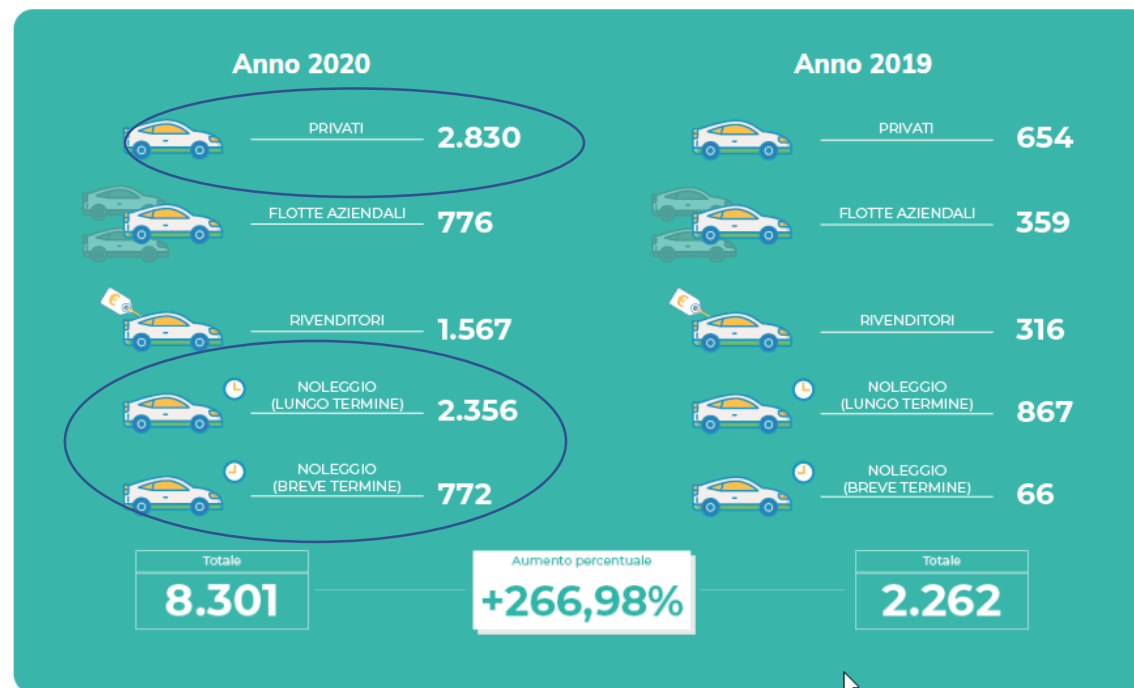 Anno 2020
PRIVATI 2.830
FLOTTE AZIENDALI 776
€
RIVENDITORI 1.567
NOLEGGIO
(LUNGO TERMINE) 2.356
NOLEGGIO
(BREVE TERMINE) 772
Totale
8.301
Aumento percentuale
+266,98%
Anno 2019
PRIVATI 654
FLOTTE AZIENDALI 359
€
RIVENDITORI 316
NOLEGGIO
(LUNGO TERMINE) 867
NOLEGGIO
(BREVE TERMINE) 66
Totale
2.262